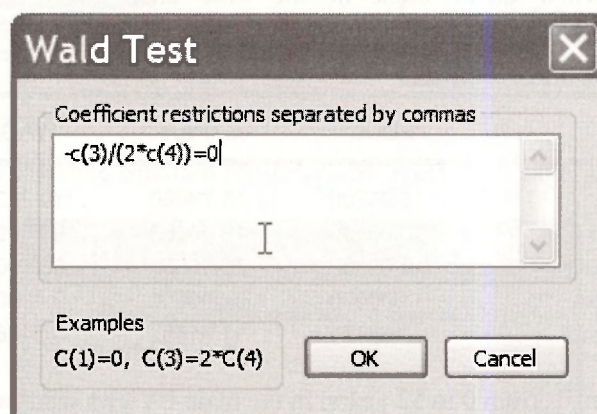 Wald Test
Coefficient restrictions separated by commas
-c(3)/(2*c(4))=0
Examples
C(1)=0, C(3)=2*C(4)
OK
Cancel